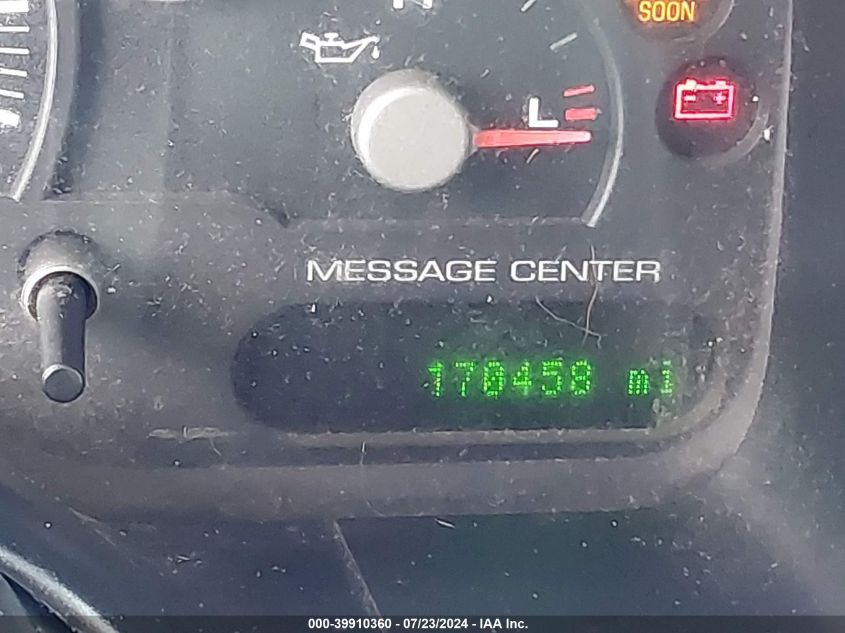 SOON
L
MESSAGE CENTER
170458 mi
000-39910360 - 07/23/2024 - IAA Inc.